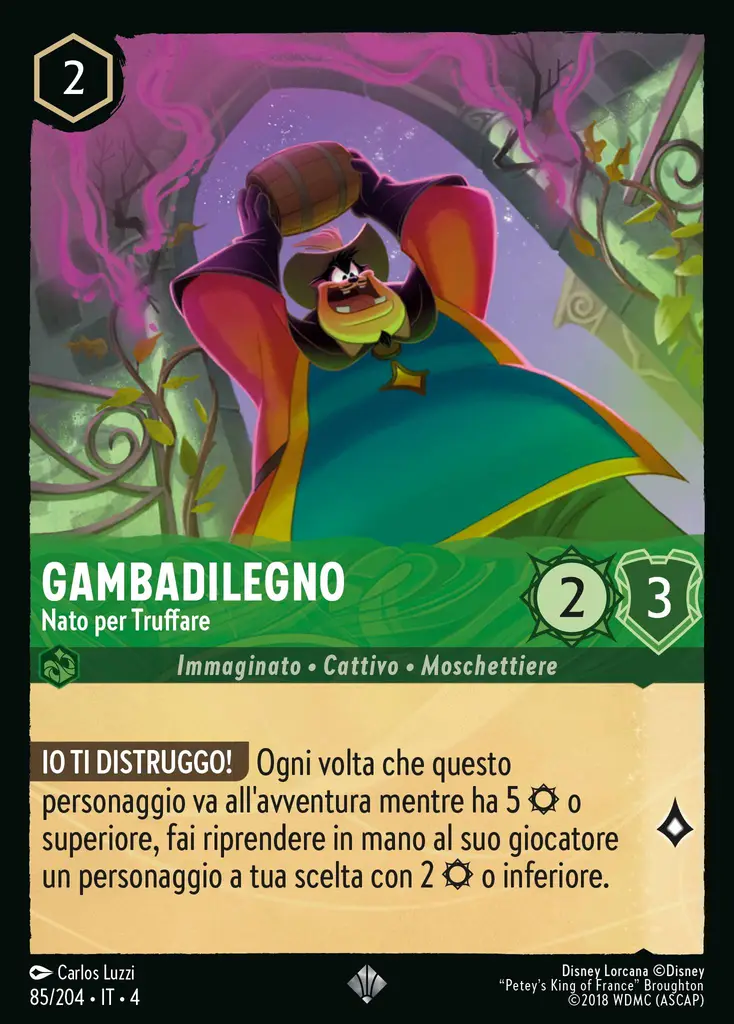 2
GAMBADILEGNO
Nato per Truffare
2
3
Immaginato • Cattivo • Moschettiere
IO TI DISTRUGGO! Ogni volta che questo
personaggio va all'avventura mentre ha 5 o
superiore, fai riprendere in mano al suo giocatore
un personaggio a tua scelta con 2 o inferiore.
Carlos Luzzi
85/204 • IT • 4
Disney Lorcana ©Disney
"Petey's King of France" Broughton
©2018 WDMC (ASCAP)